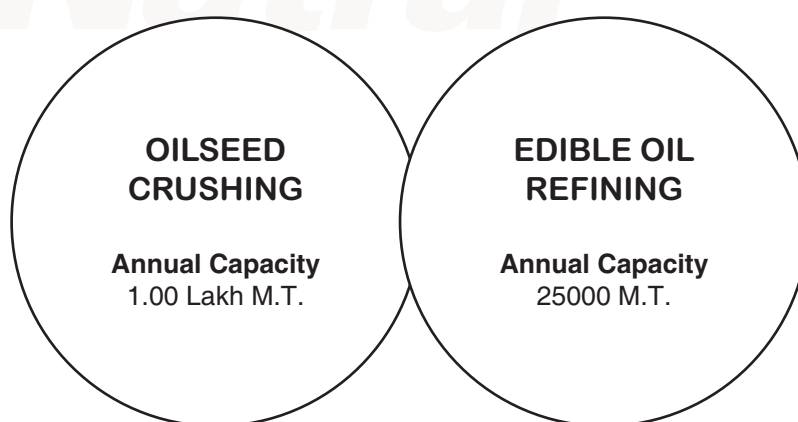 OILSEED
CRUSHING
Annual Capacity
1.00 Lakh M.T.
EDIBLE OIL
REFINING
Annual Capacity
25000 M.T.